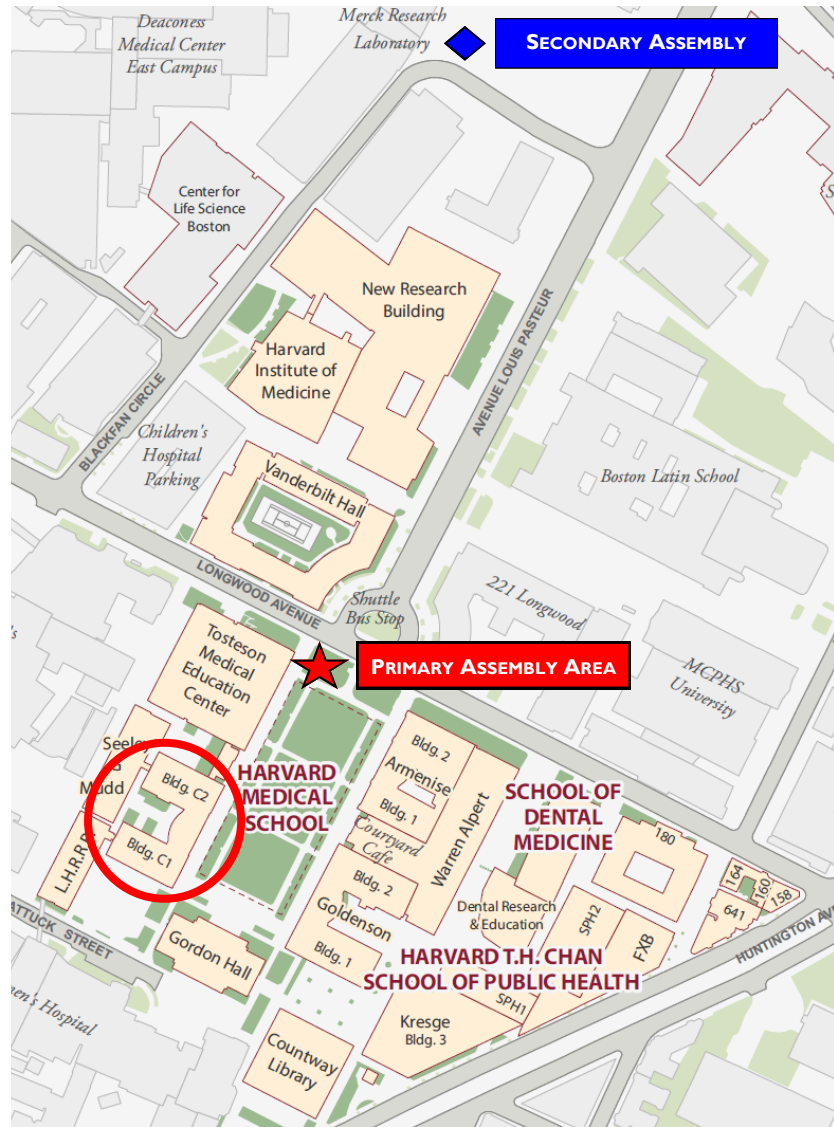 Deaconess
Medical Center
East Campus
Merck Research
Laboratory
SECONDARY ASSEMBLY
Center for
Life Science
Boston
New Research
Building
Harvard
Institute of
Medicine
AVENUE LOUIS PASTEUR
BLACKFAN CIRCLE
Children's
Hospital
Parking
Vanderbilt Hall
Boston Latin School
LONGWOOD AVENUE
Shuttle
Bus Stop
221 Longwood
Tosteson
Medical
Education
Center
PRIMARY ASSEMBLY AREA
MCPHS
University
Seeley
G
Mudd
Bldg. C2
Bldg. C1
HARVARD
MEDICAL
SCHOOL
Bldg. 2
Armenise
Bldg. 1
Courtyard
Cafe
Warren Alpert
SCHOOL OF
DENTAL
MEDICINE
180
164
160
158
641
L.H.R.R.B.
Bldg. 2
Goldenson
Bldg. 1
Dental Research
& Education
SPH2
FXB
HUNTINGTON AV
ATTUCK STREET
Gordon Hall
HARVARD T.H. CHAN
SCHOOL OF PUBLIC HEALTH
SPH1
Kresge
Bldg. 3
en's Hospital
Countway
Library